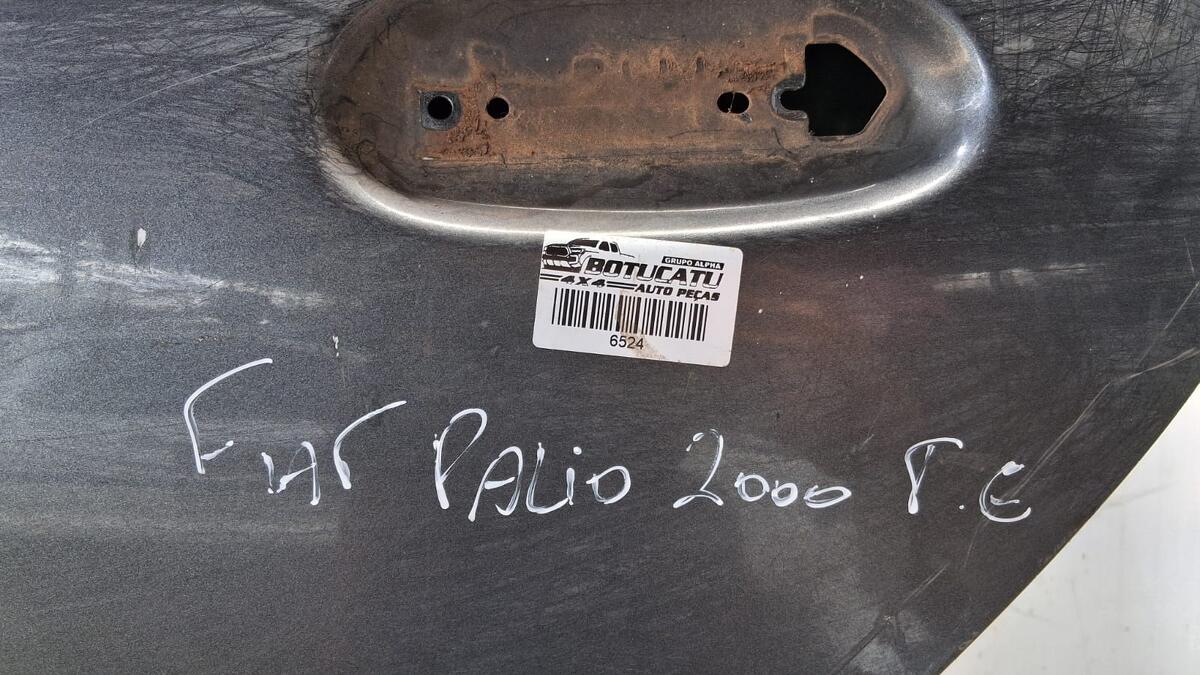 GRUPO ALPHA
BOTUCATU
4X4 AUTO PEÇAS
6524
FIAT PALIO 2000 T.E